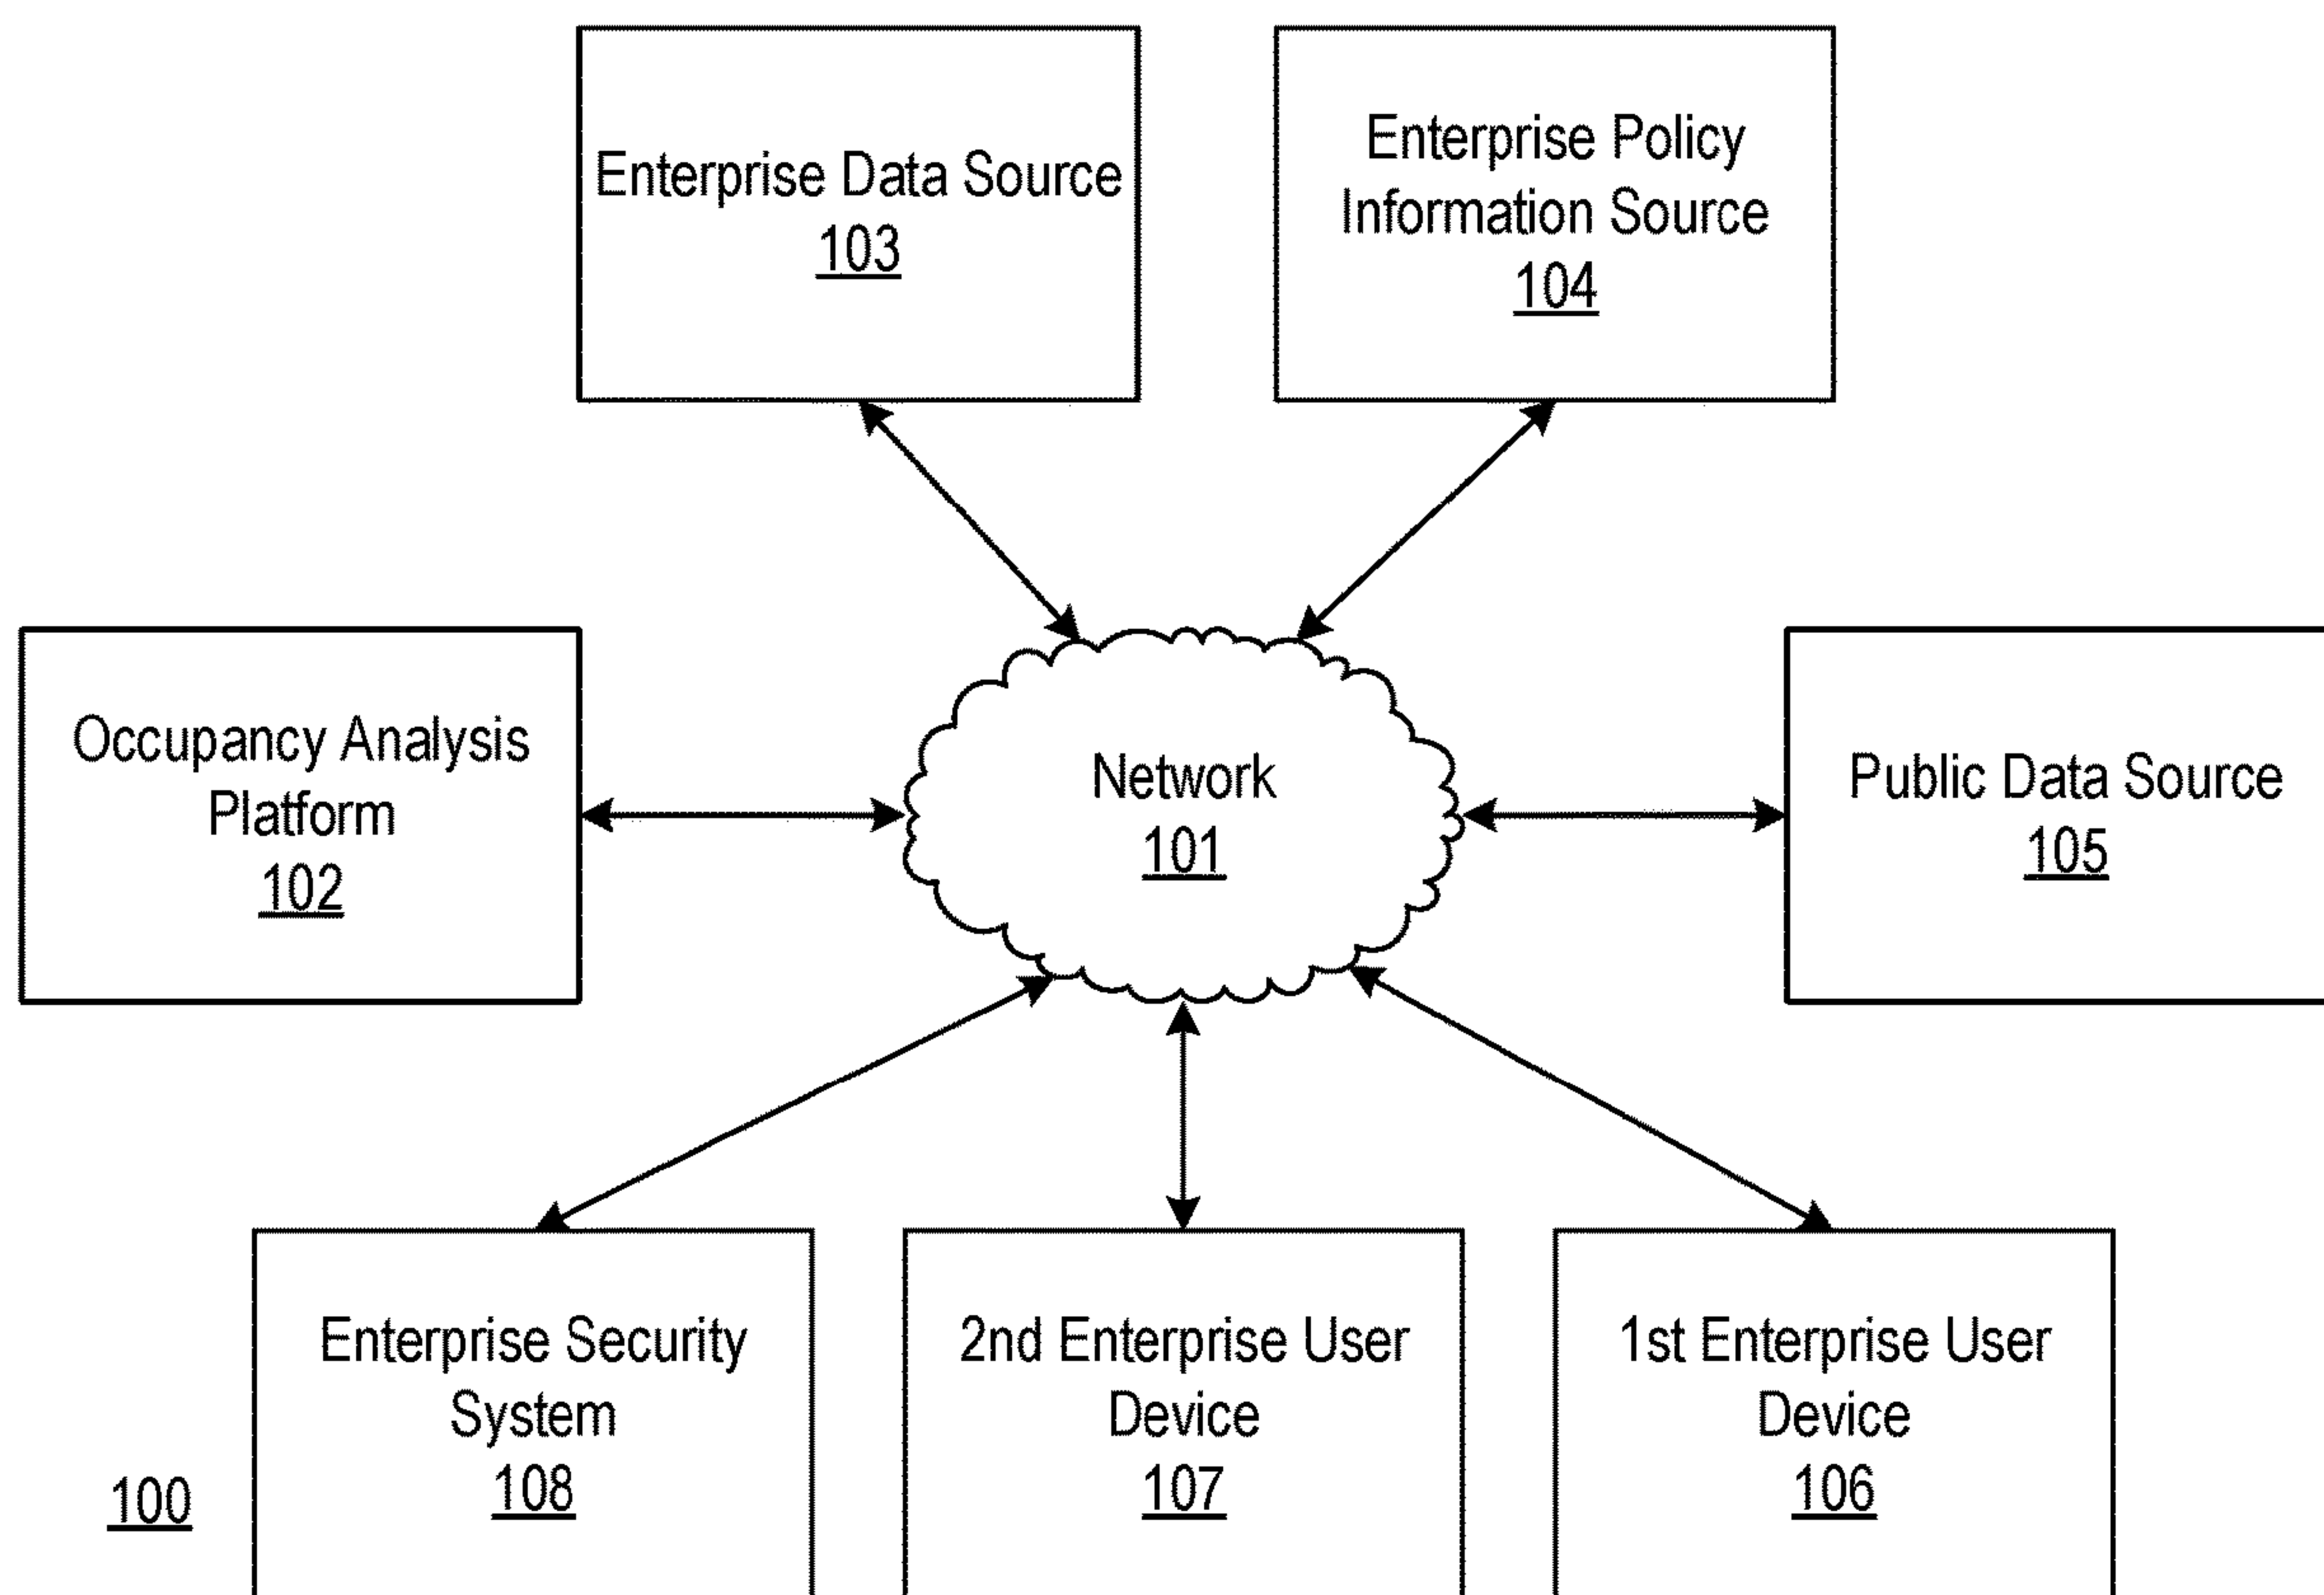 Enterprise Data Source
103
Enterprise Policy
Information Source
104
Occupancy Analysis
Platform
102
Network
101
Public Data Source
105
Enterprise Security
System
108
2nd Enterprise User
Device
107
1st Enterprise User
Device
106
100